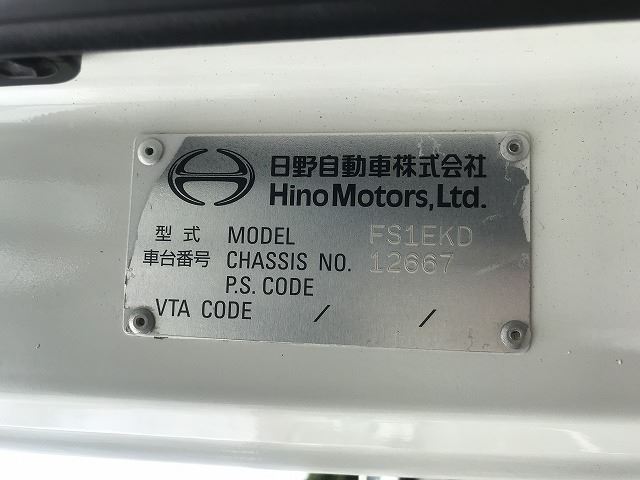 日野自動車株式会社
Hino Motors, Ltd.
型式 MODEL FS1EKD
車台番号 CHASSIS NO. 12667
P.S. CODE
VTA CODE / /